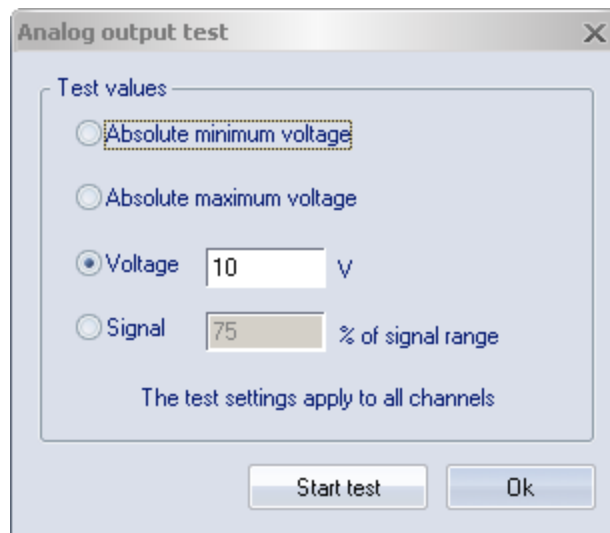 Analog output test
Test values
Absolute minimum voltage
Absolute maximum voltage
Voltage 10 V
Signal 75 % of signal range
The test settings apply to all channels
Start test Ok